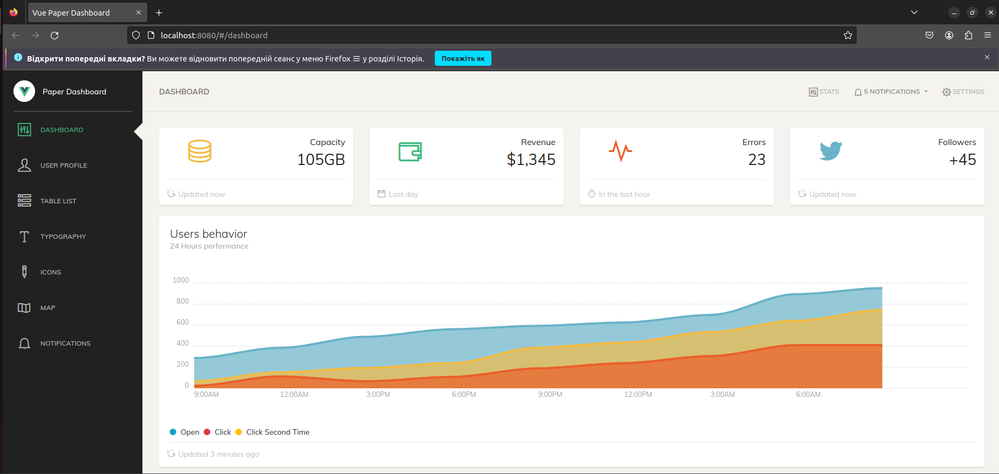 Vue Paper Dashboard
localhost:8080/#/dashboard
Відкрити попередні вкладки? Ви можете відновити попередній сеанс у меню Firefox ☰ у розділі Історія. Покажіть як
Paper Dashboard
DASHBOARD
USER PROFILE
TABLE LIST
TYPOGRAPHY
ICONS
MAP
NOTIFICATIONS
DASHBOARD
STATS
5 NOTIFICATIONS
SETTINGS
Capacity
105GB
Updated now
Revenue
$1,345
Last day
Errors
23
In the last hour
Followers
+45
Updated now
Users behavior
24 Hours performance
1000
800
600
400
200
0
9:00AM 12:00AM 3:00PM 6:00PM 9:00PM 12:00PM 3:00AM 6:00AM
Open Click Click Second Time
Updated 3 minutes ago